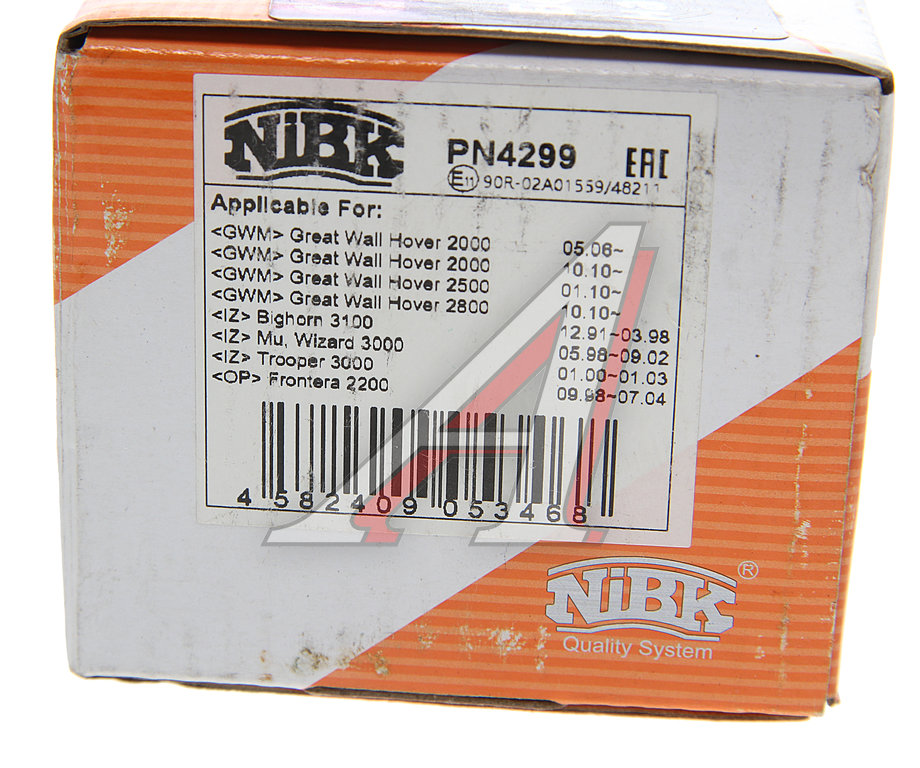 NiBK PN4299 EAC
E11 90R-02A01559/48211
Applicable For:
<GWM> Great Wall Hover 2000 05.06~
<GWM> Great Wall Hover 2000 10.10~
<GWM> Great Wall Hover 2500 01.10~
<GWM> Great Wall Hover 2800 10.10~
<IZ> Bighorn 3100 12.91~03.98
<IZ> Mu, Wizard 3000 05.98~09.02
<IZ> Trooper 3000 01.00~01.03
<OP> Frontera 2200 09.98~07.04
4 582409 053468
NiBK ®
Quality System